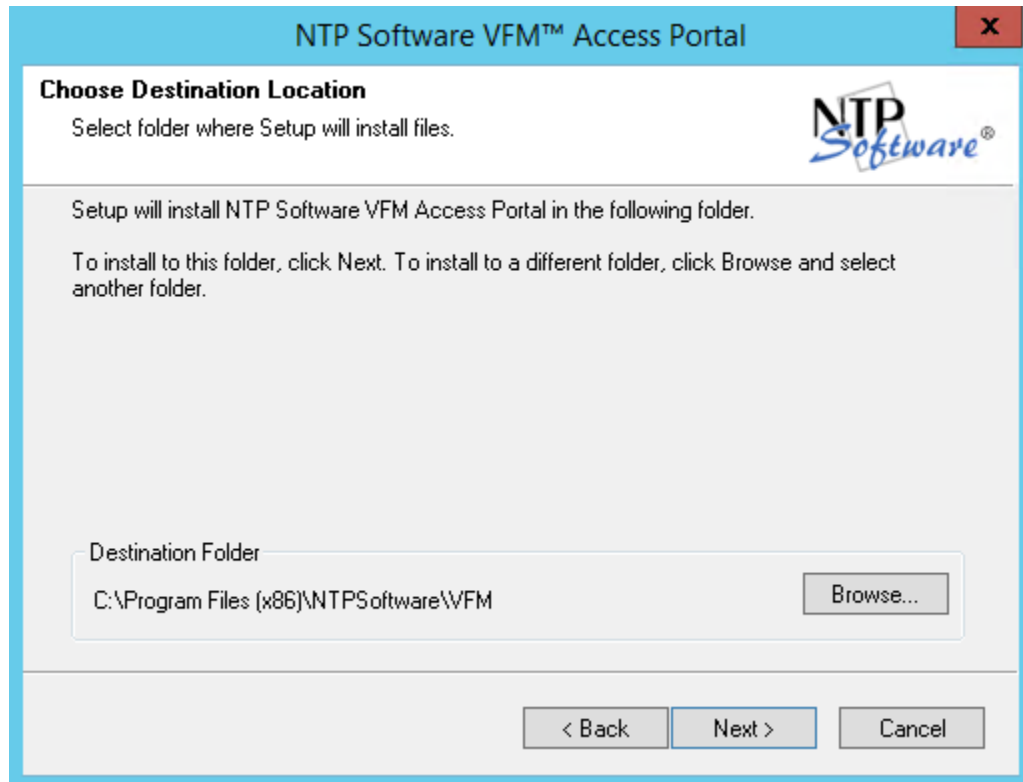 NTP Software VFM™ Access Portal
x
Choose Destination Location
Select folder where Setup will install files.
NTP
Software®
Setup will install NTP Software VFM Access Portal in the following folder.
To install to this folder, click Next. To install to a different folder, click Browse and select
another folder.
Destination Folder
C:\Program Files (x86)\NTPSoftware\VFM
Browse...
< Back
Next >
Cancel